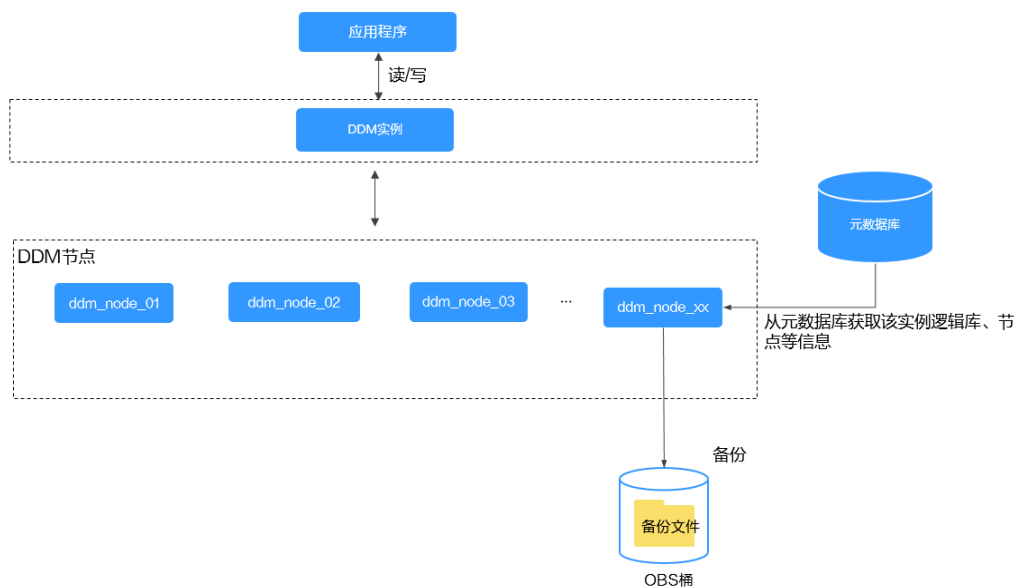 应用程序
读/写
DDM实例
元数据库
DDM节点
ddm_node_01
ddm_node_02
ddm_node_03
...
ddm_node_xx
从元数据库获取该实例逻辑库、节
点等信息
备份
备份文件
OBS桶